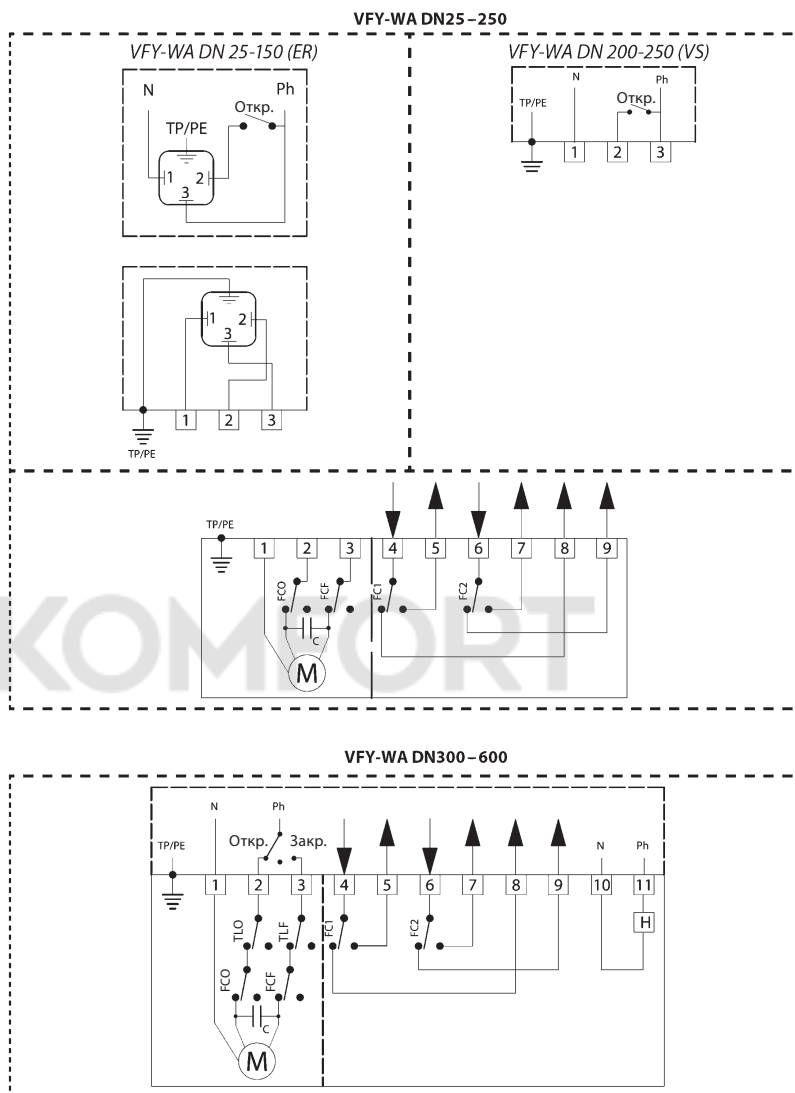 VFY-WA DN25–250
VFY-WA DN 25-150 (ER)
VFY-WA DN 200-250 (VS)
N
Ph
Откр.
TP/PE
1 2
3
N
Ph
TP/PE
Откр.
1 2 3
1 2
3
1 2 3
TP/PE
TP/PE
1 2 3 4 5 6 7 8 9
FCO
FCF
FC1
FC2
C
M
KOMFORT
VFY-WA DN300–600
N
Ph
TP/PE
Откр.
Закр.
N
Ph
1 2 3 4 5 6 7 8 9 10 11
TLO
TLF
FC1
FC2
H
FCO
FCF
C
M